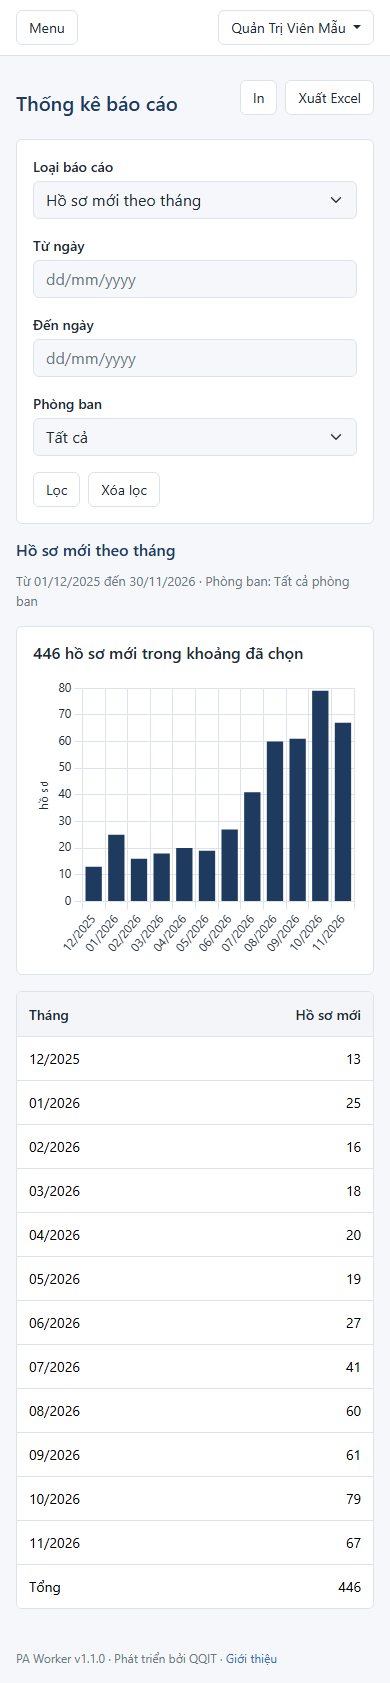 Menu
Quản Trị Viên Mẫu
Thống kê báo cáo
In
Xuất Excel
Loại báo cáo
Hồ sơ mới theo tháng
Từ ngày
dd/mm/yyyy
Đến ngày
dd/mm/yyyy
Phòng ban
Tất cả
Lọc
Xóa lọc
Hồ sơ mới theo tháng
Từ 01/12/2025 đến 30/11/2026 · Phòng ban: Tất cả phòng
ban
446 hồ sơ mới trong khoảng đã chọn
80
70
60
50
40
30
20
10
0
hồ sơ
12/2025
01/2026
02/2026
03/2026
04/2026
05/2026
06/2026
07/2026
08/2026
09/2026
10/2026
11/2026
Tháng Hồ sơ mới
12/2025 13
01/2026 25
02/2026 16
03/2026 18
04/2026 20
05/2026 19
06/2026 27
07/2026 41
08/2026 60
09/2026 61
10/2026 79
11/2026 67
Tổng 446
PA Worker v1.1.0 · Phát triển bởi QQIT · Giới thiệu